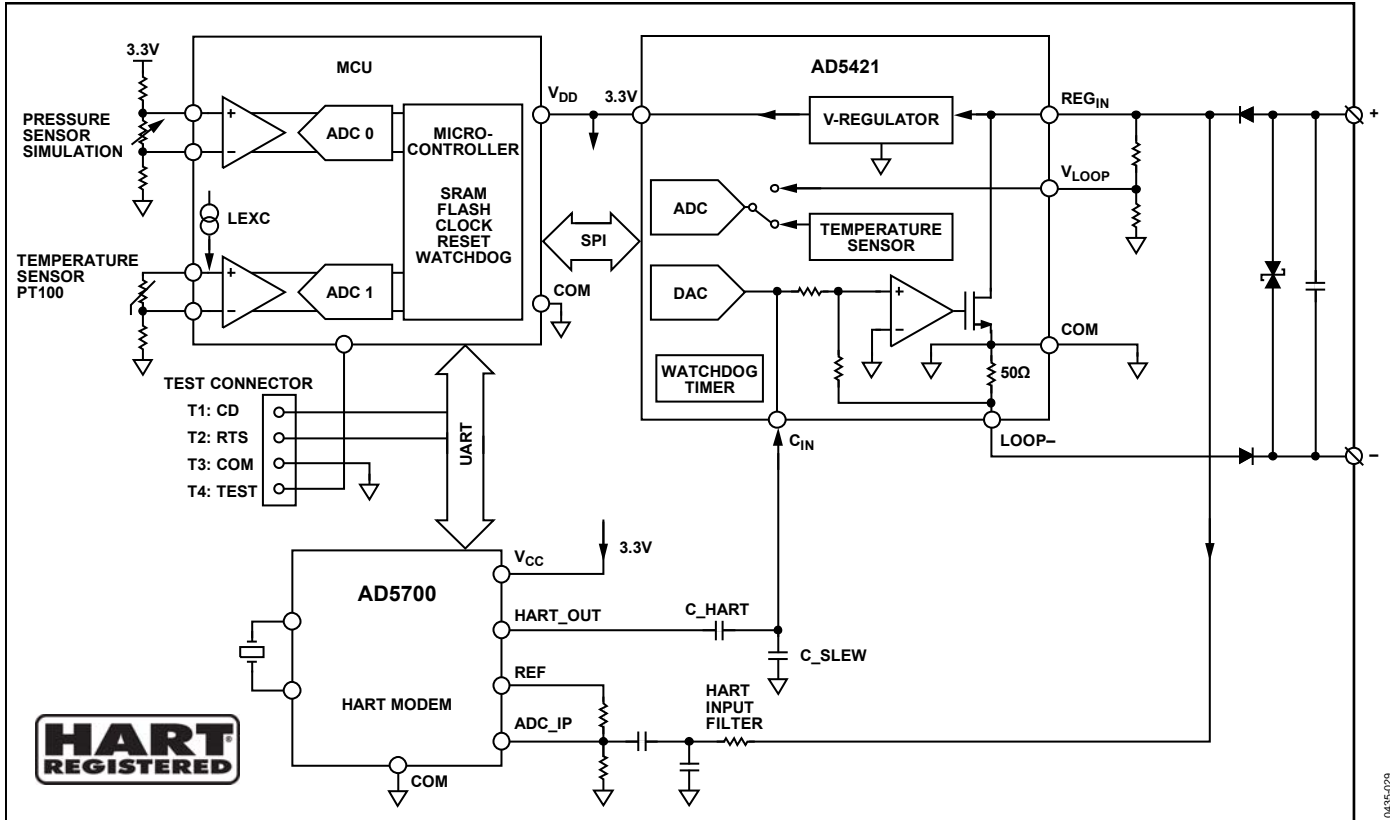 3.3V
PRESSURE
SENSOR
SIMULATION
TEMPERATURE
SENSOR
PT100
MCU
+
−
ADC 0
LEXC
+
−
ADC 1
MICRO-
CONTROLLER
SRAM
FLASH
CLOCK
RESET
WATCHDOG
VDD
COM
SPI
3.3V
AD5421
V-REGULATOR
ADC
TEMPERATURE
SENSOR
DAC
+
−
WATCHDOG
TIMER
50Ω
REGIN
VLOOP
COM
CIN
LOOP−
+
−
TEST CONNECTOR
T1: CD
T2: RTS
T3: COM
T4: TEST
UART
AD5700
HART MODEM
VCC
3.3V
HART_OUT
C_HART
C_SLEW
REF
ADC_IP
HART
INPUT
FILTER
COM
HART®
REGISTERED
0435-029